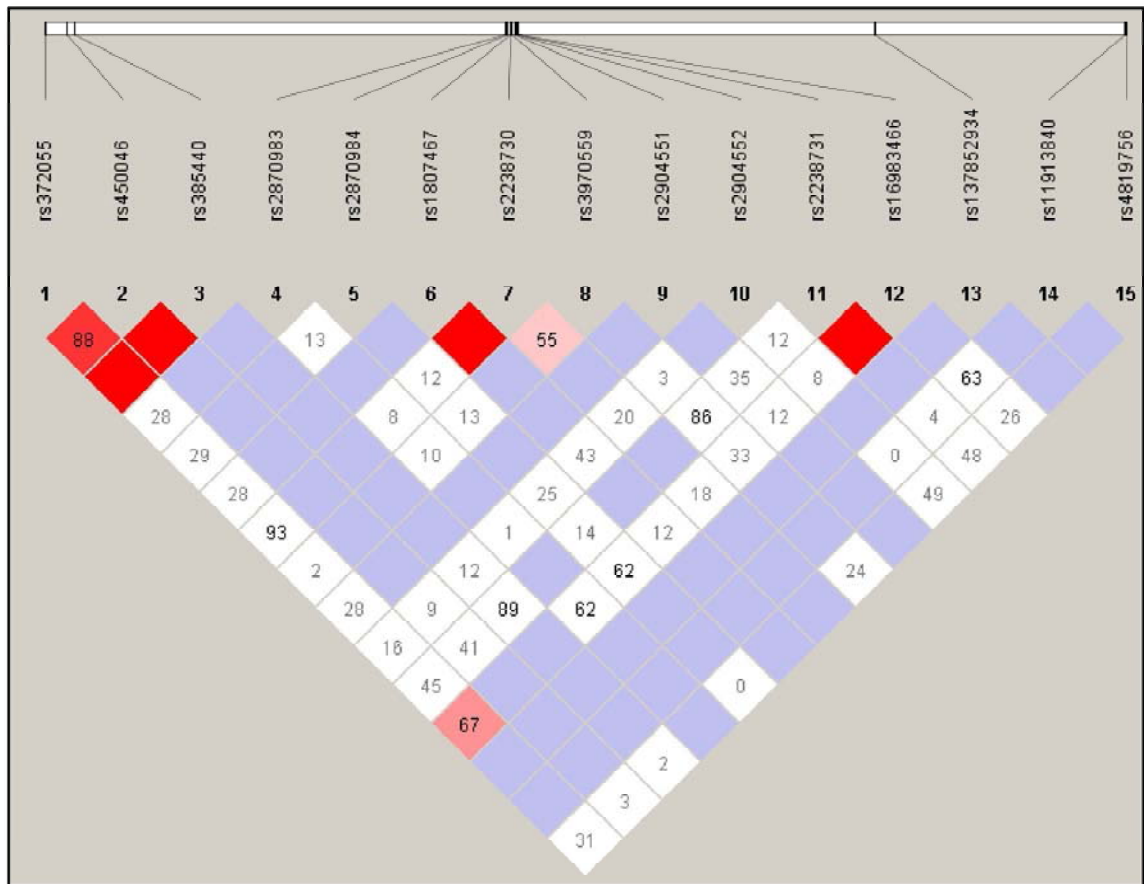 rs372055
rs450046
rs385440
rs2870983
rs2870984
rs1807467
rs2238730
rs3970559
rs2904551
rs2904552
rs2238731
rs16983466
rs137852934
rs11913840
rs4819756
1 2 3 4 5 6 7 8 9 10 11 12 13 14 15
88 13 55 12
12 3 35 8 63
28 8 13 20 86 12 4 26
29 10 43 33 0 48
28 25 18 49
93 1 14 12
2 12 62 24
28 9 89 62
16 41
45 0
67
2
3
31